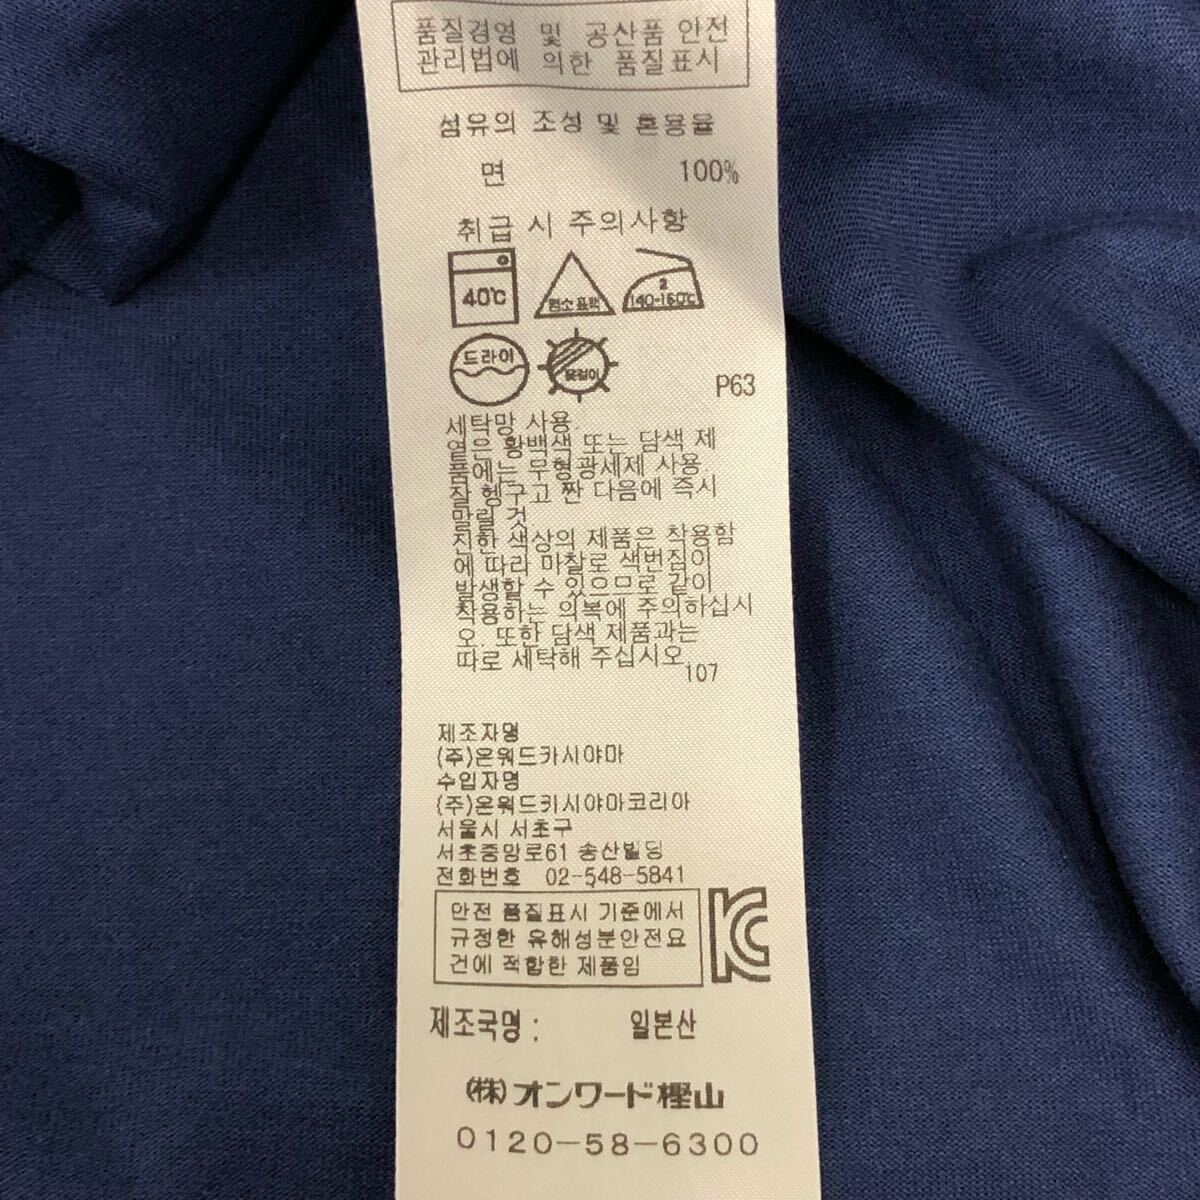 품질경영 및 공산품 안전
관리법에 의한 품질표시
섬유의 조성 및 혼용율
면 100%
취급 시 주의사항
40℃
염소표백
2
140-160℃
드라이
옷걸이
P63
세탁망 사용.
옅은 황백색 또는 담색 제
품에는 무형광세제 사용.
잘 헹구고 짠 다음에 즉시
말릴 것.
진한 색상의 제품은 착용함
에 따라 마찰로 색번짐이
발생할 수 있으므로 같이
착용하는 의복에 주의하십시
오. 또한 담색 제품과는
따로 세탁해 주십시오.
107
제조자명
(주)온워드카시야마
수입자명
(주)온워드카시야마코리아
서울시 서초구
서초중앙로61 송산빌딩
전화번호 02-548-5841
안전 품질표시 기준에서
규정한 유해성분안전요
건에 적합한 제품임
KC
제조국명 : 일본산
㈱オンワード樫山
0120-58-6300